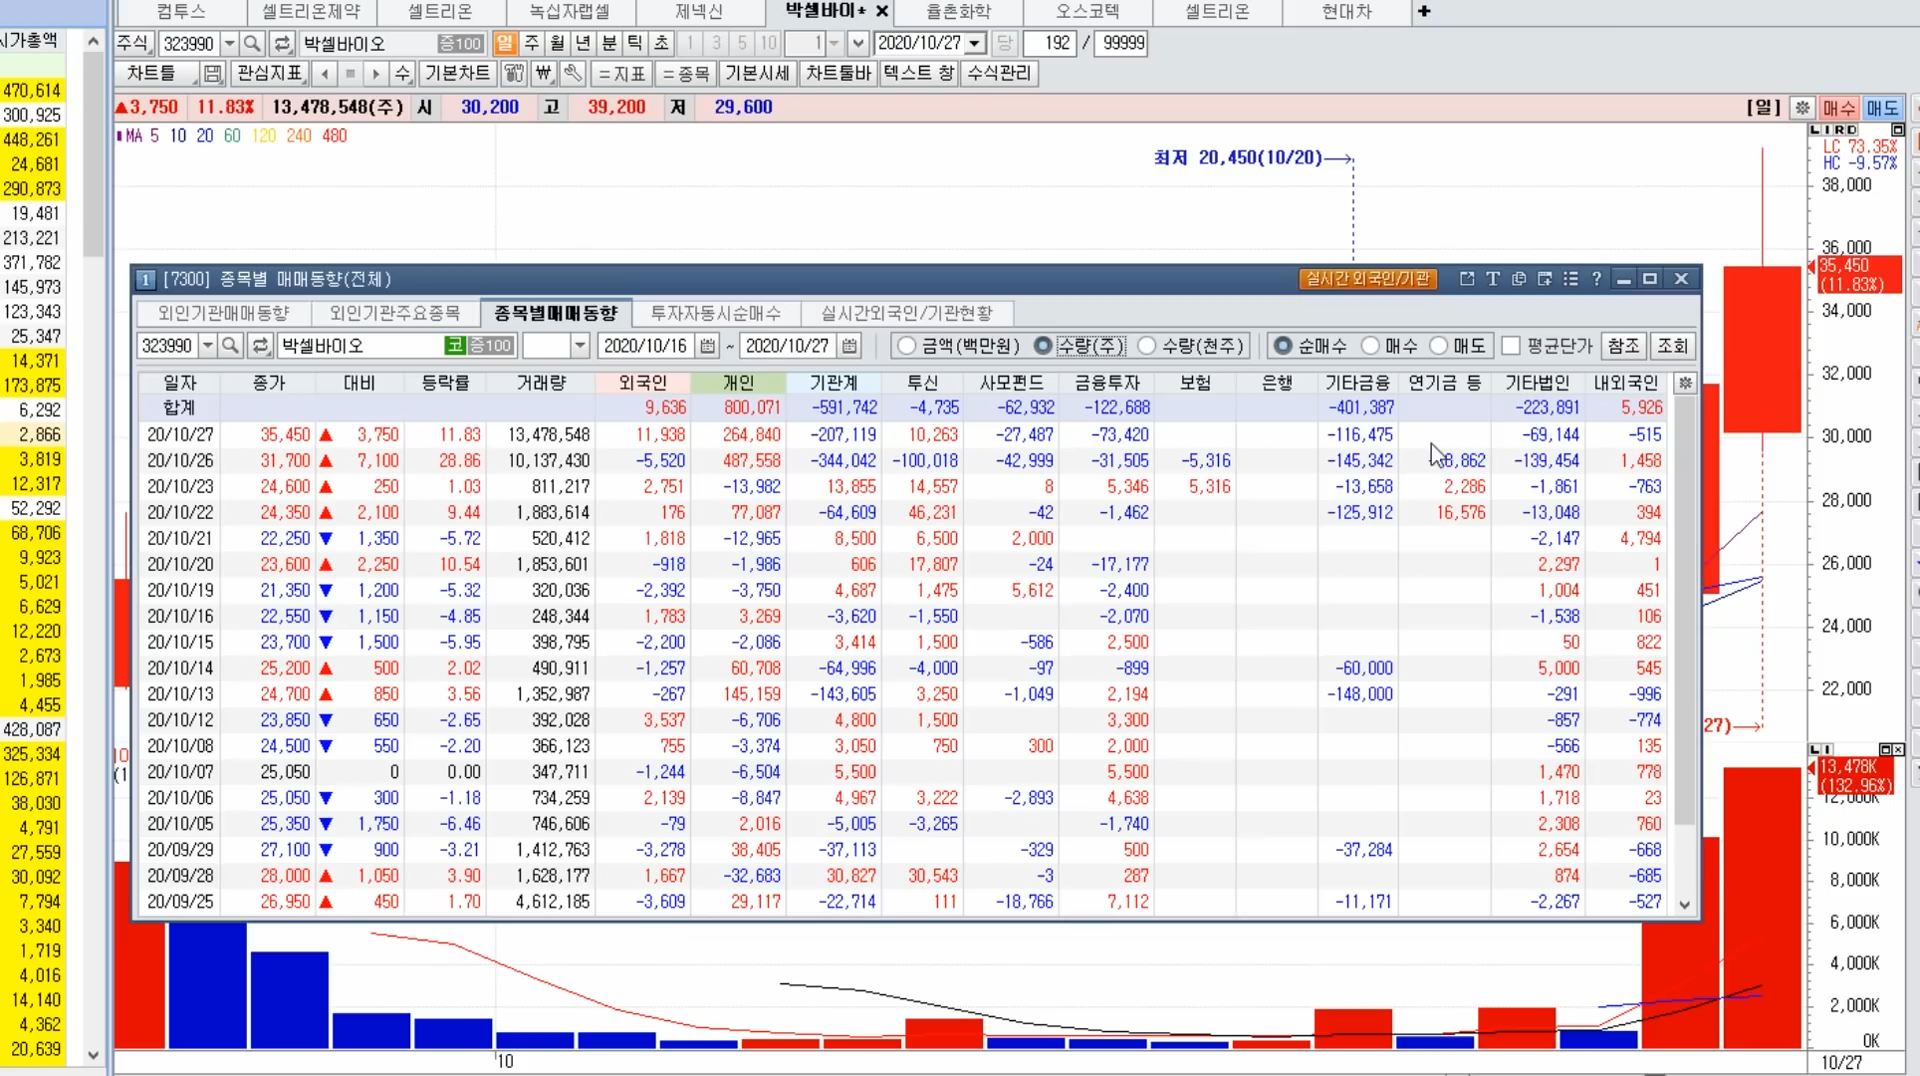 컴투스 셀트리온제약 셀트리온 녹십자랩셀 제넥신 박셀바이* × 율촌화학 오스코텍 셀트리온 현대차 +
시가총액
주식 323990 박셀바이오 증100 일 주 월 년 분 틱 초 1 3 5 10 1 2020/10/27 당 192 / 99999
차트틀 관심지표 수 기본차트 ₩ =지표 =종목 기본시세 차트툴바 텍스트 창 수식관리
▲3,750 11.83% 13,478,548(주) 시 30,200 고 39,200 저 29,600 [일] 매수 매도
MA 5 10 20 60 120 240 480
최저 20,450(10/20)→
L I R D
LC 73.35%
HC -9.57%
38,000
36,000
35,450
(11.83%)
34,000
32,000
30,000
28,000
26,000
24,000
22,000
27)→
1 [7300] 종목별 매매동향(전체) 실시간 외국인/기관 T ?
외인기관매매동향 외인기관주요종목 종목별매매동향 투자자동시순매수 실시간외국인/기관현황
323990 박셀바이오 코 증100 2020/10/16 ~ 2020/10/27 금액(백만원) 수량(주) 수량(천주) 순매수 매수 매도 평균단가 참조 조회
일자 종가 대비 등락률 거래량 외국인 개인 기관계 투신 사모펀드 금융투자 보험 은행 기타금융 연기금 등 기타법인 내외국인
합계 9,636 800,071 -591,742 -4,735 -62,932 -122,688 -401,387 -223,891 5,926
20/10/27 35,450 ▲ 3,750 11.83 13,478,548 11,938 264,840 -207,119 10,263 -27,487 -73,420 -116,475 -69,144 -515
20/10/26 31,700 ▲ 7,100 28.86 10,137,430 -5,520 487,558 -344,042 -100,018 -42,999 -31,505 -5,316 -145,342 8,862 -139,454 1,458
20/10/23 24,600 ▲ 250 1.03 811,217 2,751 -13,982 13,855 14,557 8 5,346 5,316 -13,658 2,286 -1,861 -763
20/10/22 24,350 ▲ 2,100 9.44 1,883,614 176 77,087 -64,609 46,231 -42 -1,462 -125,912 16,576 -13,048 394
20/10/21 22,250 ▼ 1,350 -5.72 520,412 1,818 -12,965 8,500 6,500 2,000 -2,147 4,794
20/10/20 23,600 ▲ 2,250 10.54 1,853,601 -918 -1,986 606 17,807 -24 -17,177 2,297 1
20/10/19 21,350 ▼ 1,200 -5.32 320,036 -2,392 -3,750 4,687 1,475 5,612 -2,400 1,004 451
20/10/16 22,550 ▼ 1,150 -4.85 248,344 1,783 3,269 -3,620 -1,550 -2,070 -1,538 106
20/10/15 23,700 ▼ 1,500 -5.95 398,795 -2,200 -2,086 3,414 1,500 -586 2,500 50 822
20/10/14 25,200 ▲ 500 2.02 490,911 -1,257 60,708 -64,996 -4,000 -97 -899 -60,000 5,000 545
20/10/13 24,700 ▲ 850 3.56 1,352,987 -267 145,159 -143,605 3,250 -1,049 2,194 -148,000 -291 -996
20/10/12 23,850 ▼ 650 -2.65 392,028 3,537 -6,706 4,800 1,500 3,300 -857 -774
20/10/08 24,500 ▼ 550 -2.20 366,123 755 -3,374 3,050 750 300 2,000 -566 135
20/10/07 25,050 0 0.00 347,711 -1,244 -6,504 5,500 5,500 1,470 778
20/10/06 25,050 ▼ 300 -1.18 734,259 2,139 -8,847 4,967 3,222 -2,893 4,638 1,718 23
20/10/05 25,350 ▼ 1,750 -6.46 746,606 -79 2,016 -5,005 -3,265 -1,740 2,308 760
20/09/29 27,100 ▼ 900 -3.21 1,412,763 -3,278 38,405 -37,113 -329 500 -37,284 2,654 -668
20/09/28 28,000 ▲ 1,050 3.90 1,628,177 1,667 -32,683 30,827 30,543 -3 287 874 -685
20/09/25 26,950 ▲ 450 1.70 4,612,185 -3,609 29,117 -22,714 111 -18,766 7,112 -11,171 -2,267 -527
470,614
300,925
448,261
24,681
290,873
19,481
213,221
371,782
145,973
123,343
25,347
14,371
173,875
6,292
2,866
3,819
12,317
52,292
68,706
9,923
5,021
6,629
12,220
2,673
1,985
4,455
428,087
325,334
126,871
38,030
4,791
27,559
30,092
7,794
3,340
1,719
4,016
14,140
4,362
20,639
L I
13,478K
(132.96%)
12,000K
10,000K
8,000K
6,000K
4,000K
2,000K
0K
10 10/27